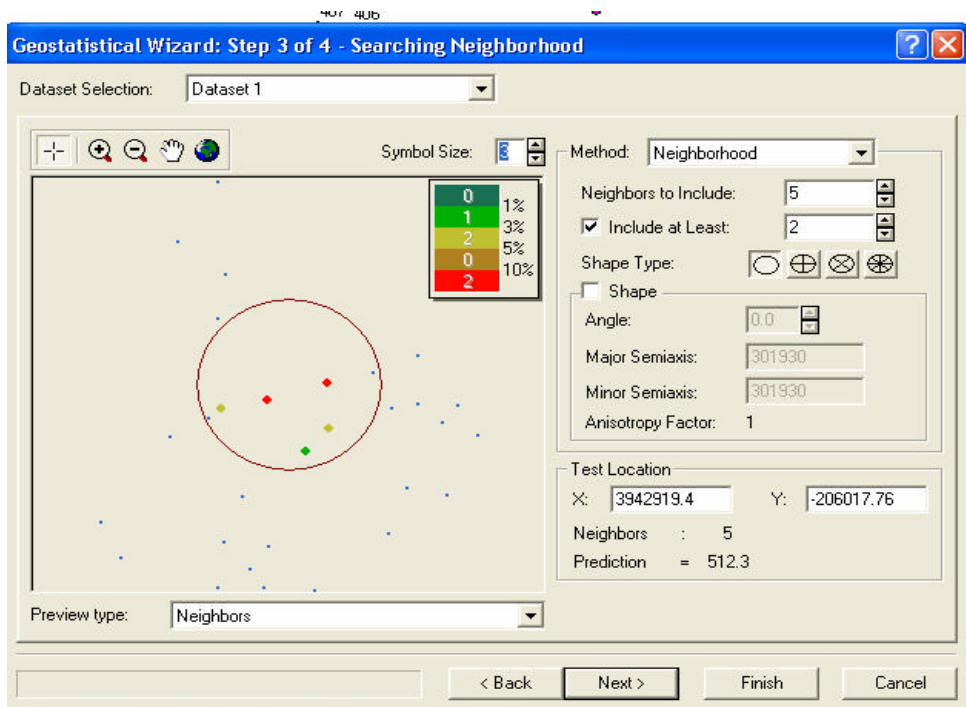 407 406
Geostatistical Wizard: Step 3 of 4 - Searching Neighborhood
Dataset Selection: Dataset 1
Symbol Size: 3
0
1
2
0
2
1%
3%
5%
10%
Method: Neighborhood
Neighbors to Include: 5
Include at Least: 2
Shape Type:
Shape
Angle: 0.0
Major Semiaxis: 301930
Minor Semiaxis: 301930
Anisotropy Factor: 1
Test Location
X: 3942919.4 Y: -206017.76
Neighbors : 5
Prediction = 512.3
Preview type: Neighbors
< Back Next > Finish Cancel